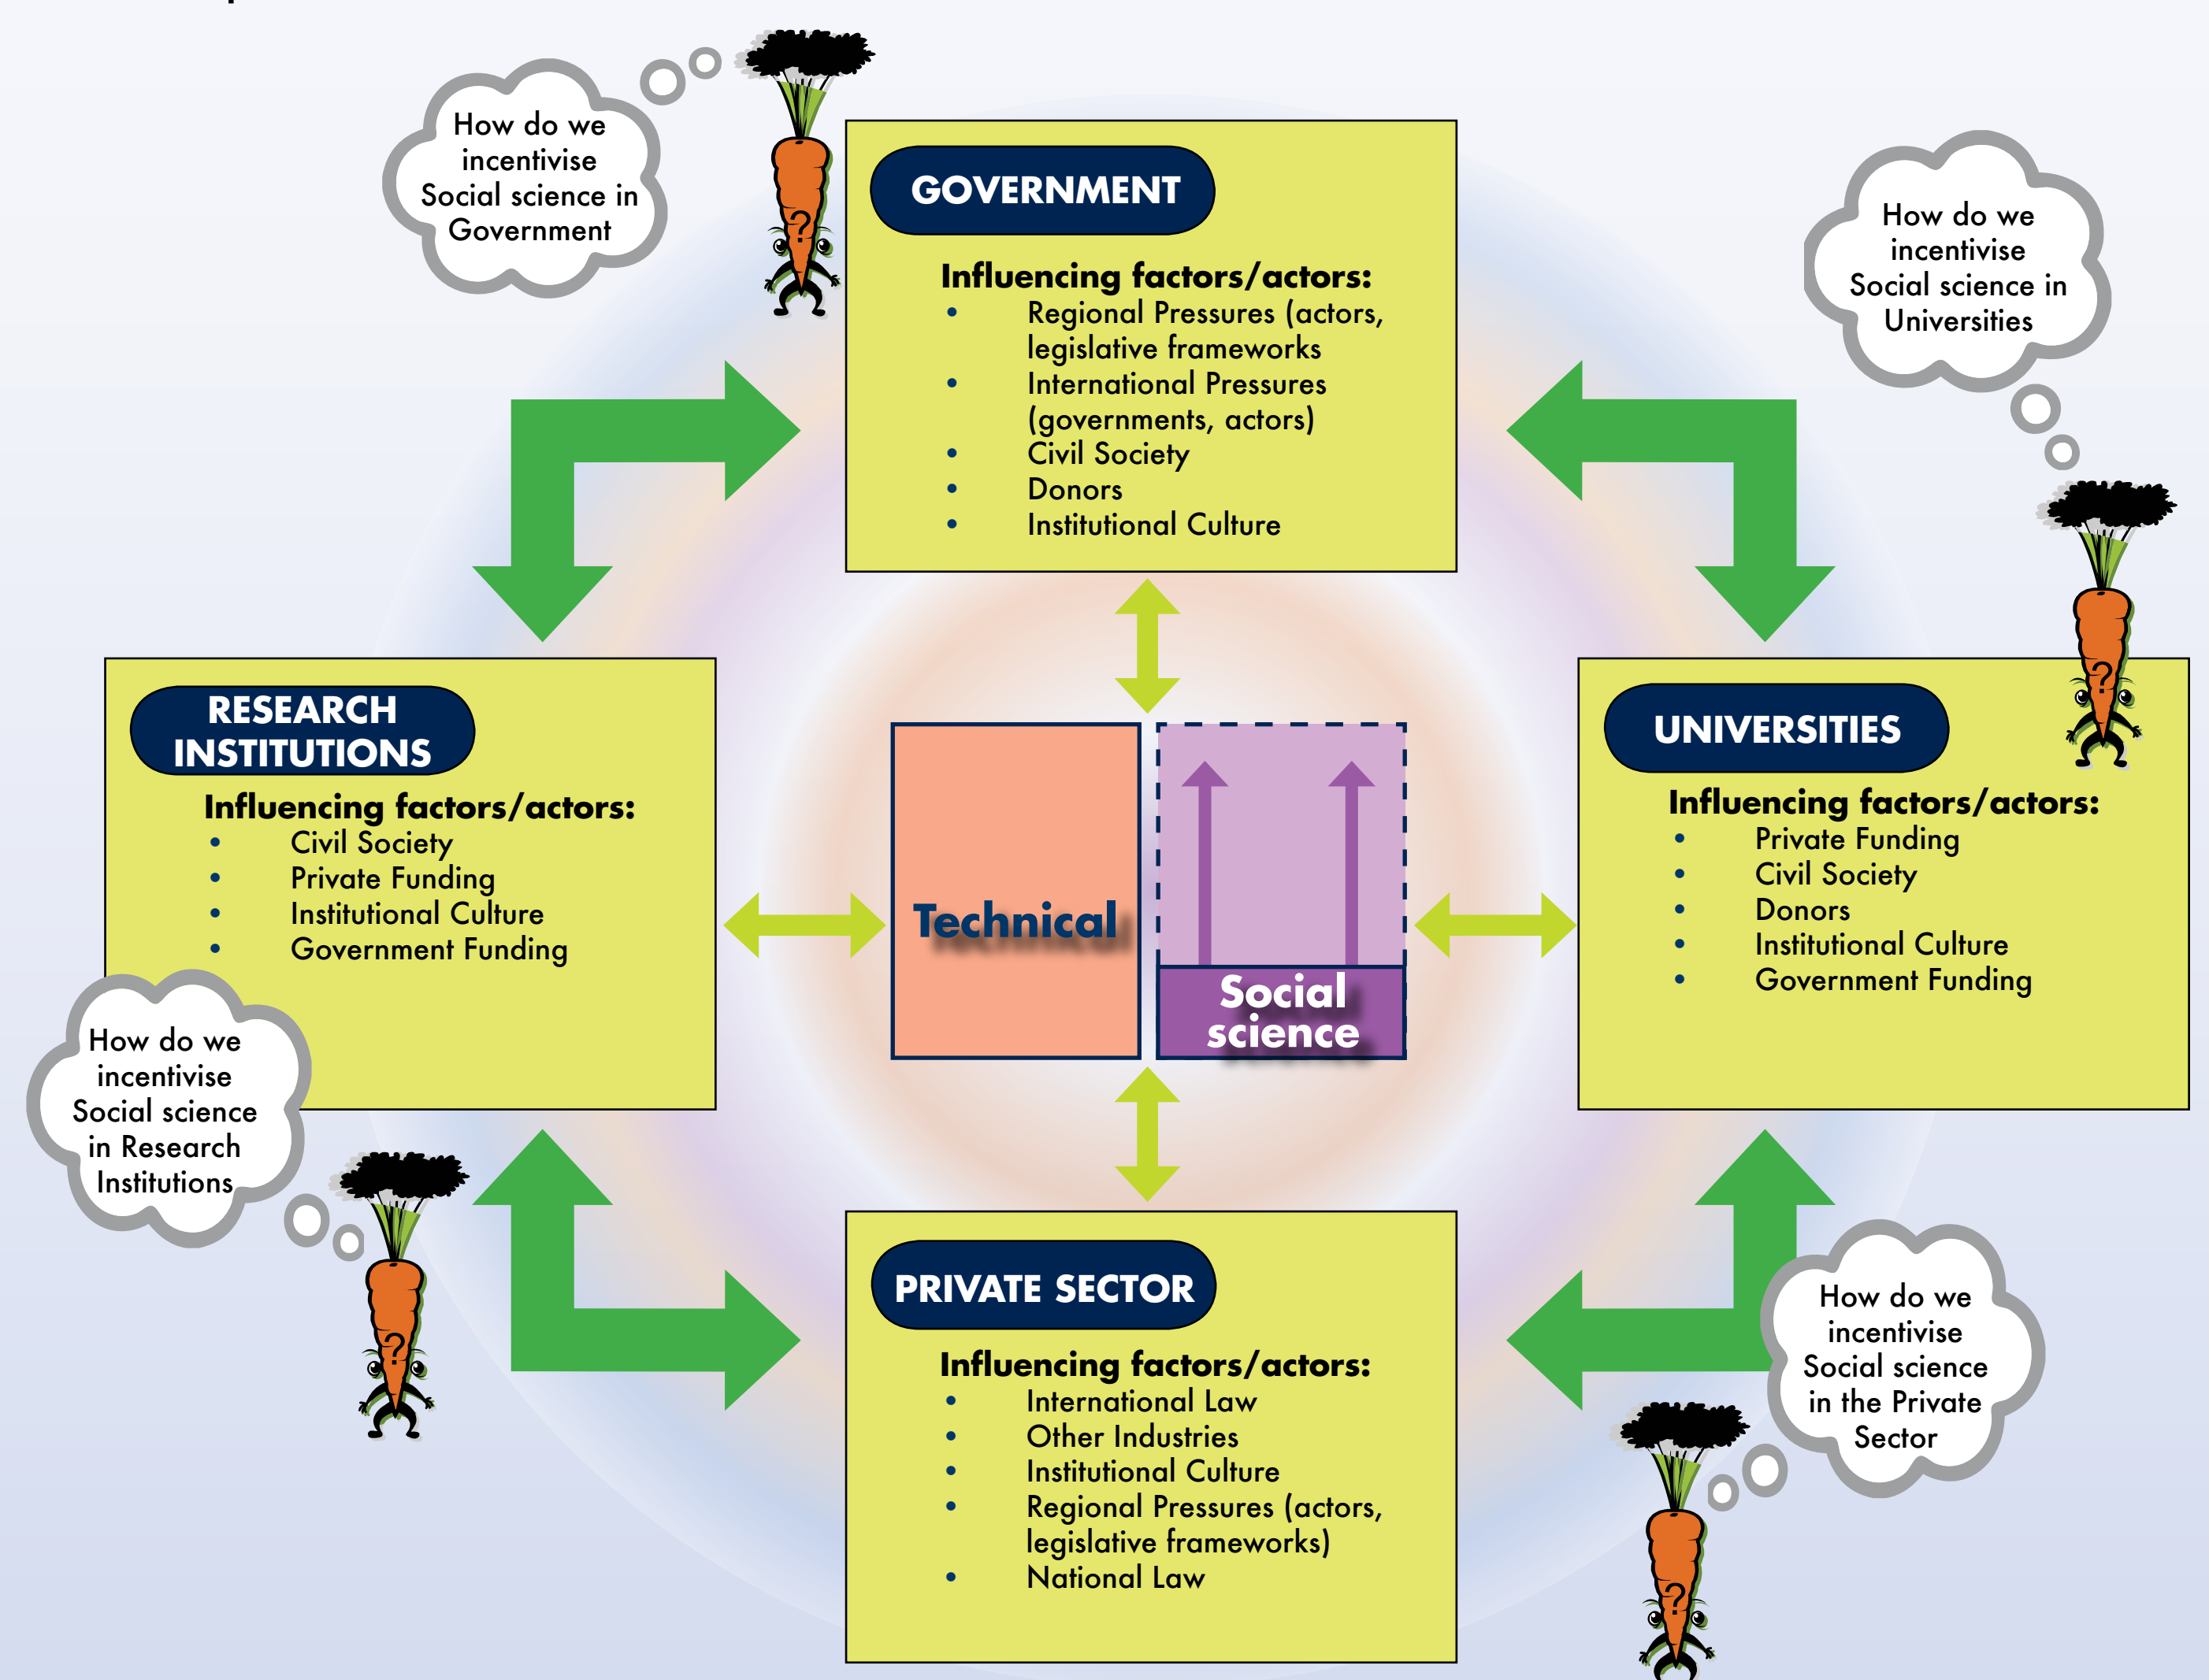 How do we
incentivise
Social science in
Government
GOVERNMENT
Influencing factors/actors:
• Regional Pressures (actors,
legislative frameworks
• International Pressures
(governments, actors)
• Civil Society
• Donors
• Institutional Culture
How do we
incentivise
Social science in
Universities
?
?
RESEARCH
INSTITUTIONS
Influencing factors/actors:
• Civil Society
• Private Funding
• Institutional Culture
• Government Funding
How do we
incentivise
Social science
in Research
Institutions
?
Technical
Social
science
UNIVERSITIES
Influencing factors/actors:
• Private Funding
• Civil Society
• Donors
• Institutional Culture
• Government Funding
PRIVATE SECTOR
Influencing factors/actors:
• International Law
• Other Industries
• Institutional Culture
• Regional Pressures (actors,
legislative frameworks)
• National Law
How do we
incentivise
Social science
in the Private
Sector
?